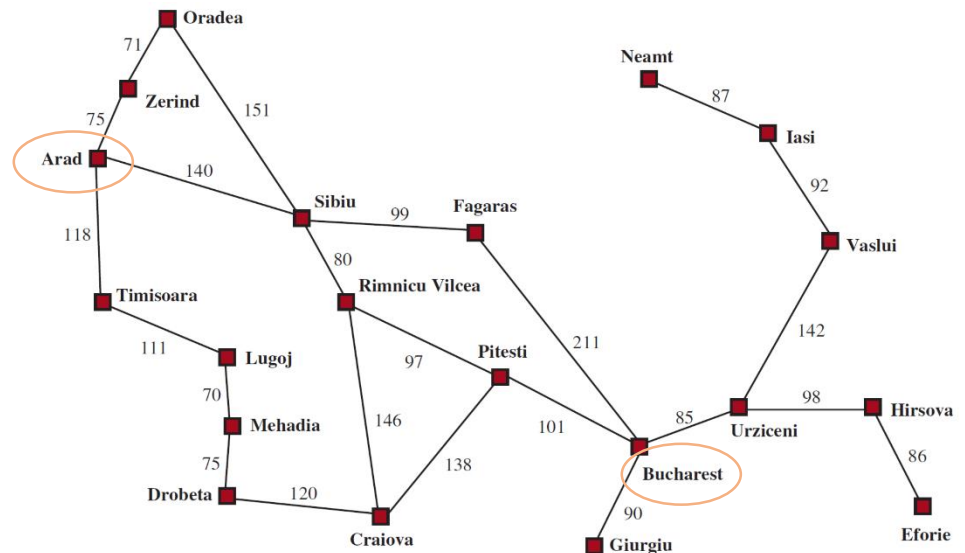 Oradea
71
Neamt
Zerind
87
75
151
Iasi
Arad
140
92
Sibiu
Fagaras
99
118
Vaslui
80
Timisoara
Rimnicu Vilcea
142
111
211
Lugoj
97
Pitesti
70
98
Hirsova
146
101
85
Mehadia
Urziceni
138
75
86
Bucharest
Drobeta
120
90
Craiova
Eforie
Giurgiu